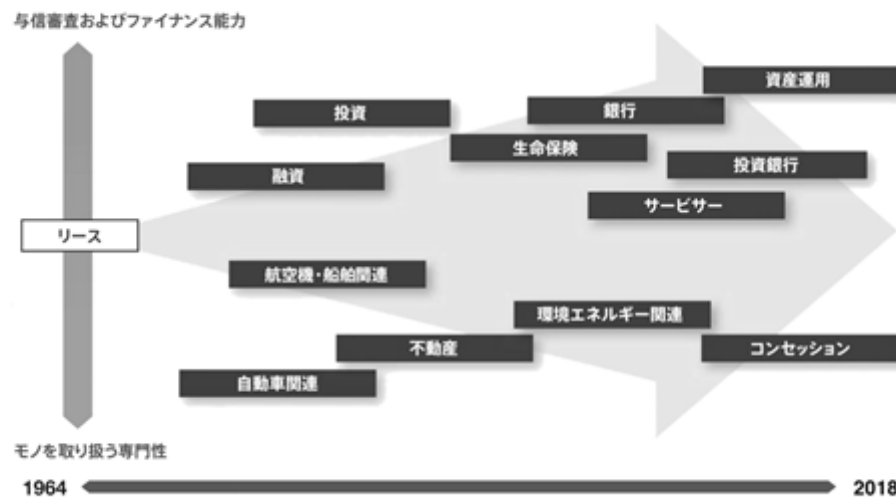 与信審査およびファイナンス能力
資産運用
投資
銀行
生命保険
投資銀行
融資
サービサー
リース
航空機・船舶関連
環境エネルギー関連
不動産
コンセッション
自動車関連
モノを取り扱う専門性
1964
2018